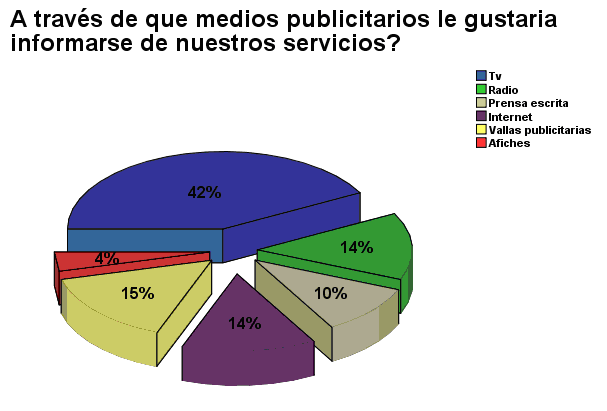 A través de que medios publicitarios le gustaria
informarse de nuestros servicios?
Tv
Radio
Prensa escrita
Internet
Vallas publicitarias
Afiches
42%
14%
4%
15%
10%
14%